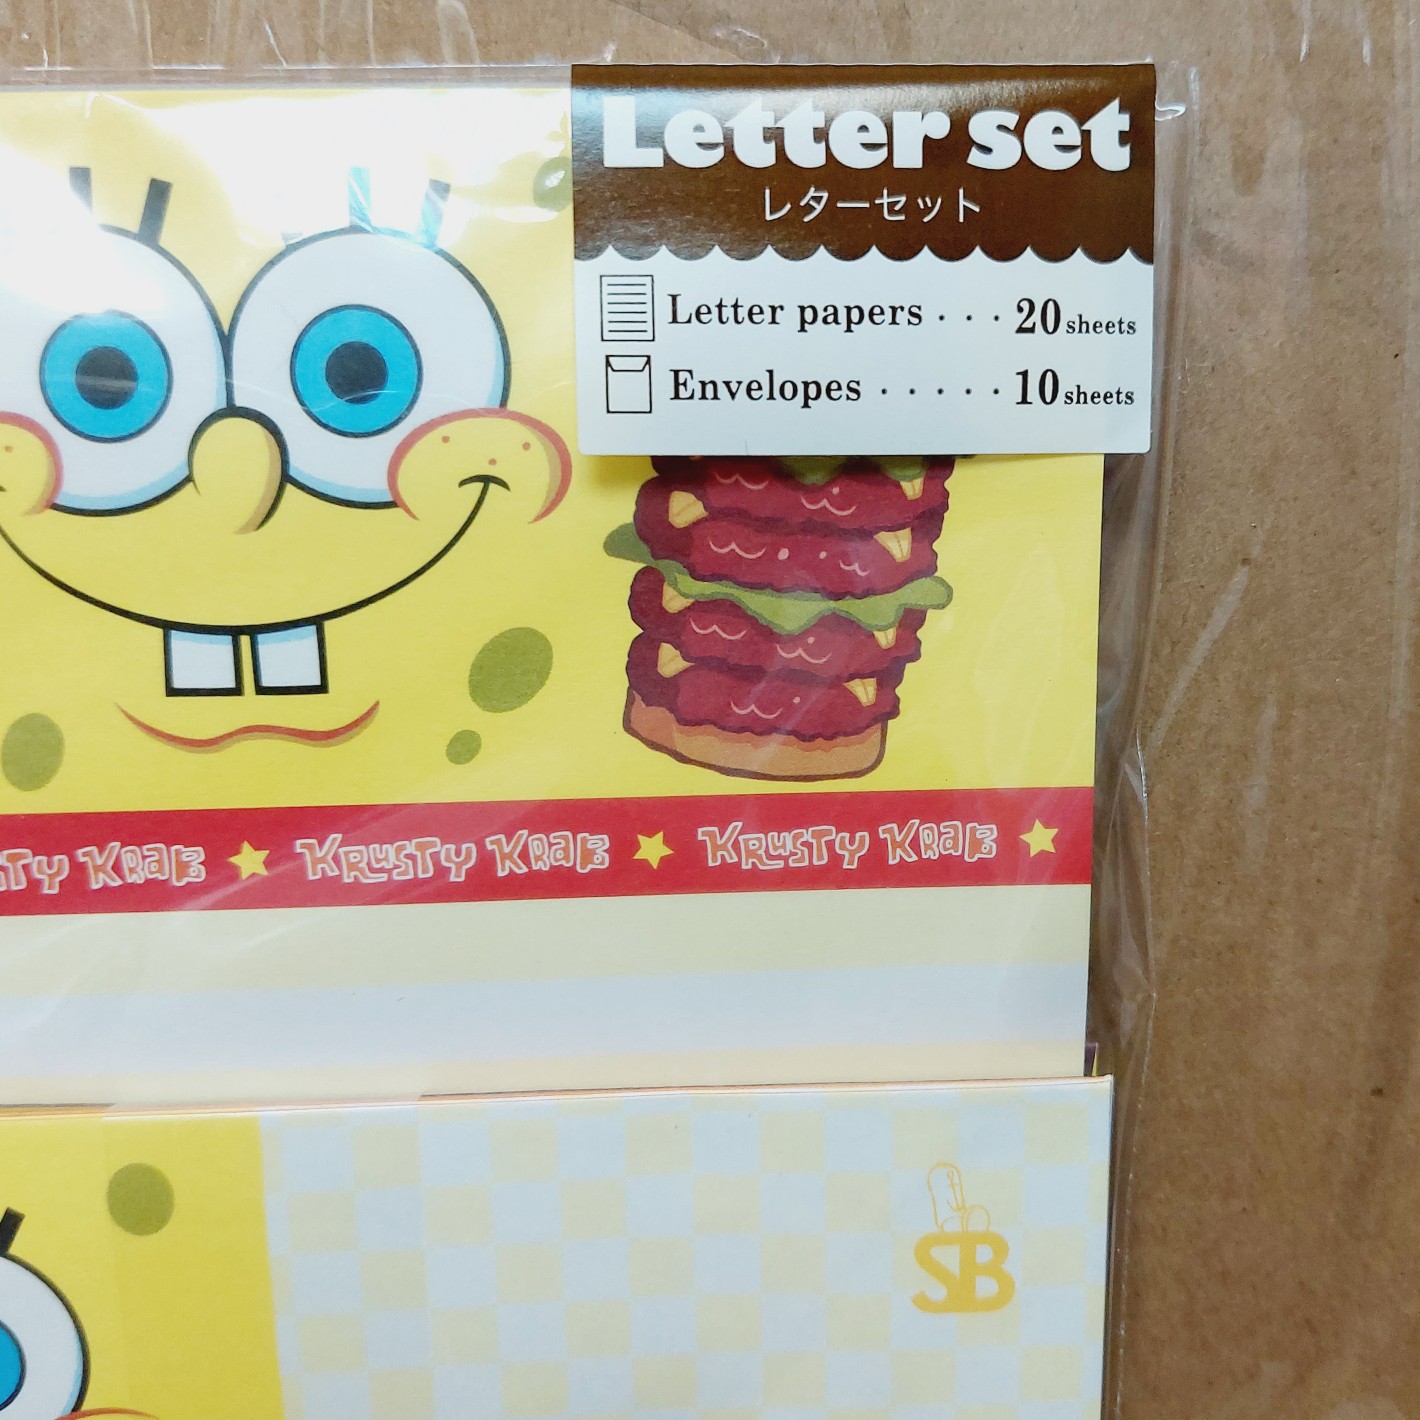 Letter set
レターセット
Letter papers · · · 20 sheets
Envelopes · · · · · 10 sheets
KRUSTY KRAB ★ KRUSTY KRAB ★
SB